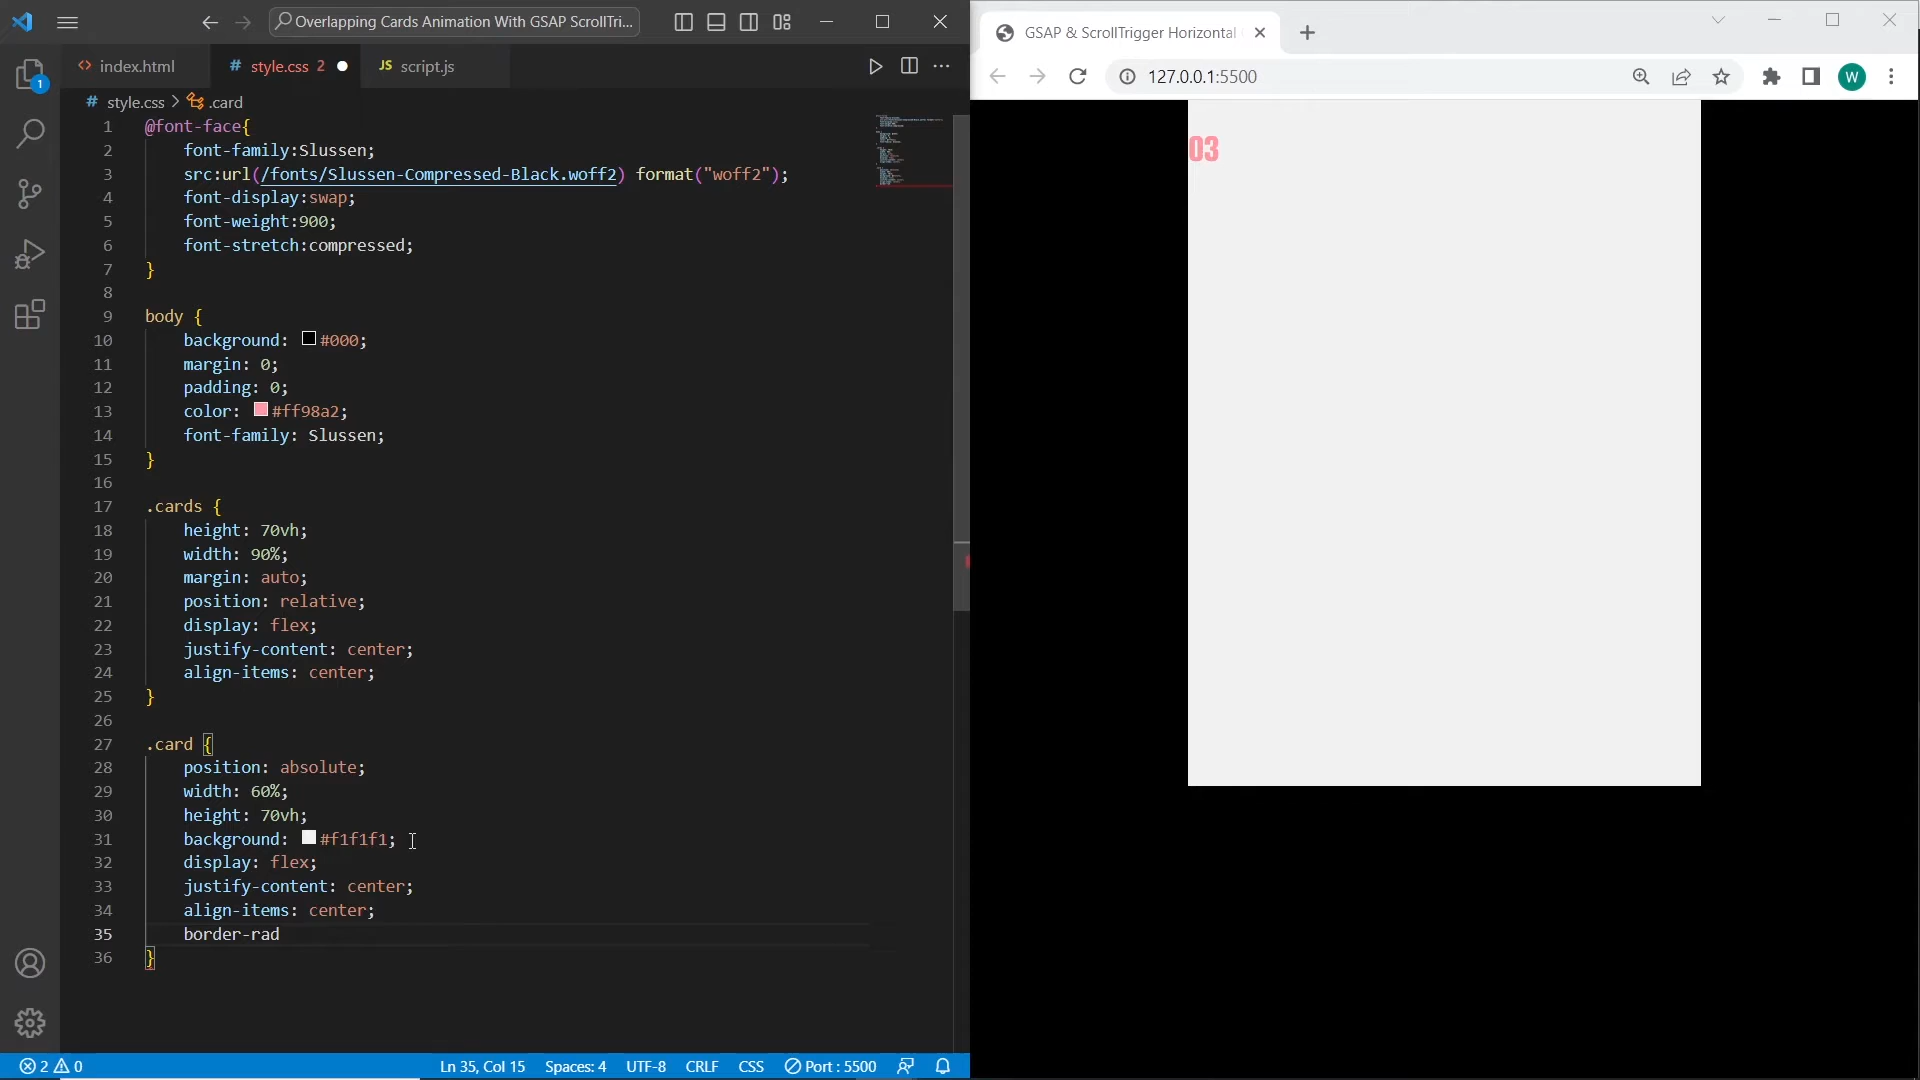 Overlapping Cards Animation With GSAP ScrollTri...
1
index.html
# style.css 2
JS script.js
# style.css > .card
1 @font-face{
2 font-family:Slussen;
3 src:url(/fonts/Slussen-Compressed-Black.woff2) format("woff2");
4 font-display:swap;
5 font-weight:900;
6 font-stretch:compressed;
7 }
8
9 body {
10 background: #000;
11 margin: 0;
12 padding: 0;
13 color: #ff98a2;
14 font-family: Slussen;
15 }
16
17 .cards {
18 height: 70vh;
19 width: 90%;
20 margin: auto;
21 position: relative;
22 display: flex;
23 justify-content: center;
24 align-items: center;
25 }
26
27 .card {
28 position: absolute;
29 width: 60%;
30 height: 70vh;
31 background: #f1f1f1;
32 display: flex;
33 justify-content: center;
34 align-items: center;
35 border-rad
36 }
2 0
Ln 35, Col 15
Spaces: 4
UTF-8
CRLF
CSS
Port : 5500
GSAP & ScrollTrigger Horizontal
127.0.0.1:5500
W
03